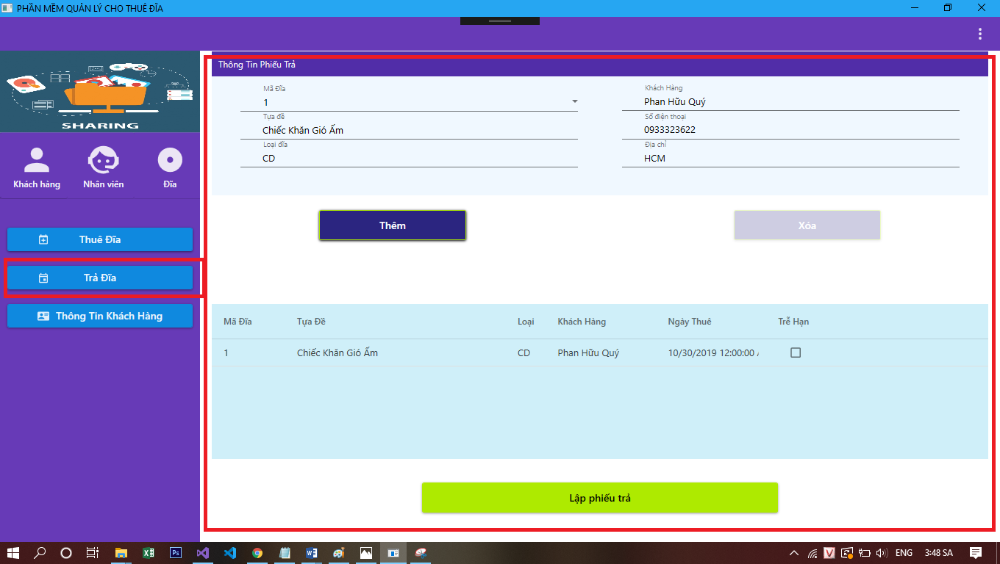 PHẦN MỀM QUẢN LÝ CHO THUÊ ĐĨA
SHARING
Khách hàng
Nhân viên
Đĩa
Thuê Đĩa
Trả Đĩa
Thông Tin Khách Hàng
Thông Tin Phiếu Trả
Mã Đĩa
1
Tựa đề
Chiếc Khăn Gió Ấm
Loại đĩa
CD
Khách Hàng
Phan Hữu Quý
Số điện thoại
0933323622
Địa chỉ
HCM
Thêm
Xóa
Mã Đĩa Tựa Đề Loại Khách Hàng Ngày Thuê Trễ Hạn
1 Chiếc Khăn Gió Ấm CD Phan Hữu Quý 10/30/2019 12:00:00
Lập phiếu trả
ENG 3:48 SA